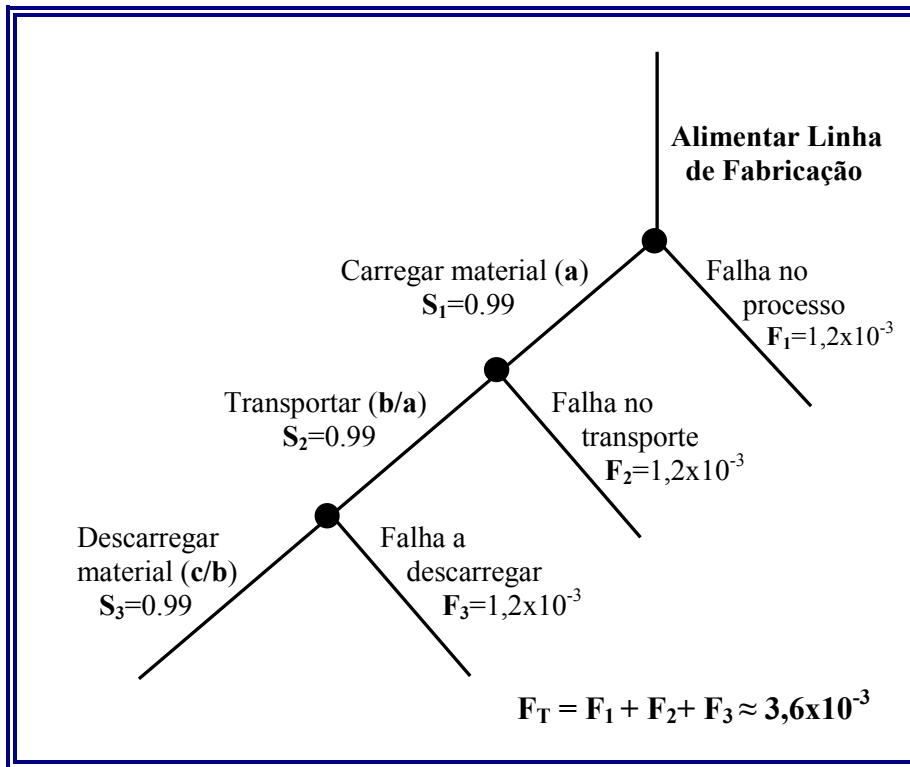 Alimentar Linha
de Fabricação
Carregar material (a)
S₁=0.99
Falha no
processo
F₁=1,2x10⁻³
Transportar (b/a)
S₂=0.99
Falha no
transporte
F₂=1,2x10⁻³
Descarregar
material (c/b)
S₃=0.99
Falha a
descarregar
F₃=1,2x10⁻³
F_T = F₁ + F₂+ F₃ ≈ 3,6x10⁻³